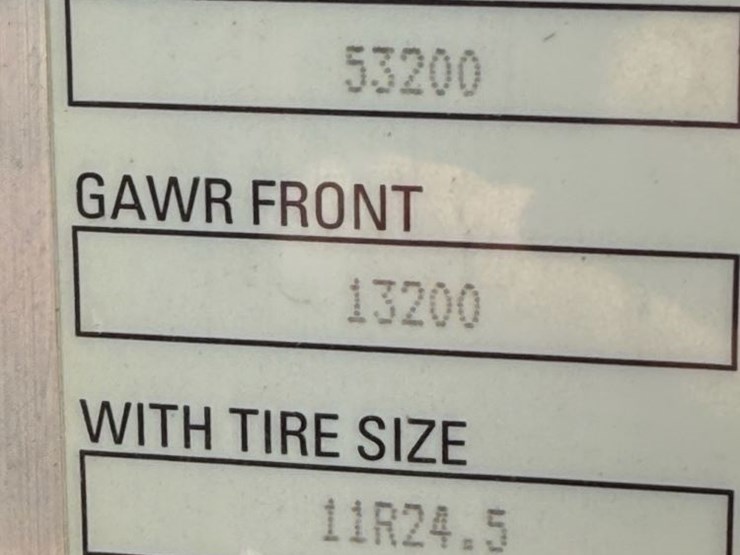 53200
GAWR FRONT
13200
WITH TIRE SIZE
11R24.5